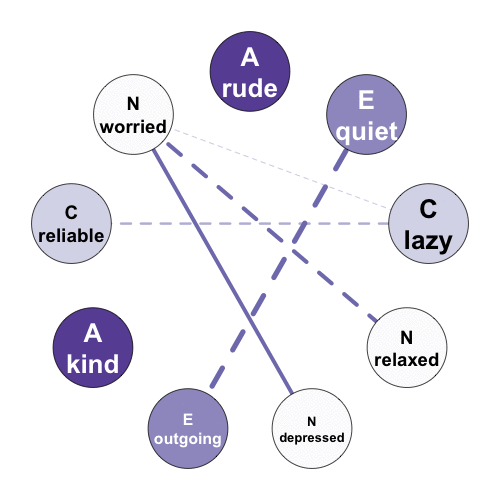 A
rude
E
quiet
N
worried
C
reliable
C
lazy
A
kind
N
relaxed
E
outgoing
N
depressed